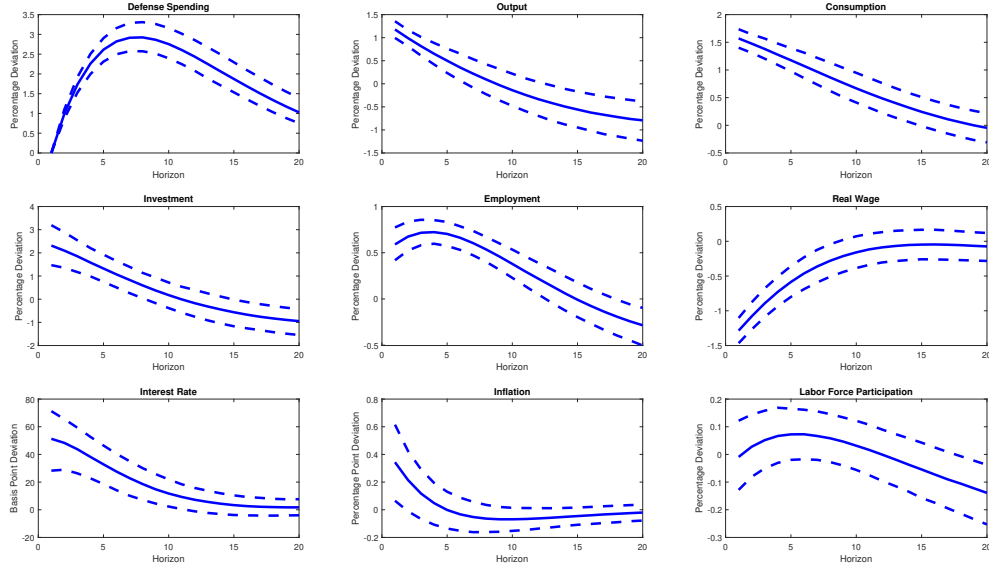 Defense Spending
Percentage Deviation
3.5
3
2.5
2
1.5
1
0.5
0
0 5 10 15 20
Horizon
Output
Percentage Deviation
1.5
1
0.5
0
-0.5
-1
-1.5
0 5 10 15 20
Horizon
Consumption
Percentage Deviation
2
1.5
1
0.5
0
-0.5
0 5 10 15 20
Horizon
Investment
Percentage Deviation
4
3
2
1
0
-1
-2
0 5 10 15 20
Horizon
Employment
Percentage Deviation
1
0.5
0
-0.5
0 5 10 15 20
Horizon
Real Wage
Percentage Deviation
0.5
0
-0.5
-1
-1.5
0 5 10 15 20
Horizon
Interest Rate
Basis Point Deviation
80
60
40
20
0
-20
0 5 10 15 20
Horizon
Inflation
Percentage Point Deviation
0.8
0.6
0.4
0.2
0
-0.2
0 5 10 15 20
Horizon
Labor Force Participation
Percentage Deviation
0.2
0.1
0
-0.1
-0.2
-0.3
0 5 10 15 20
Horizon